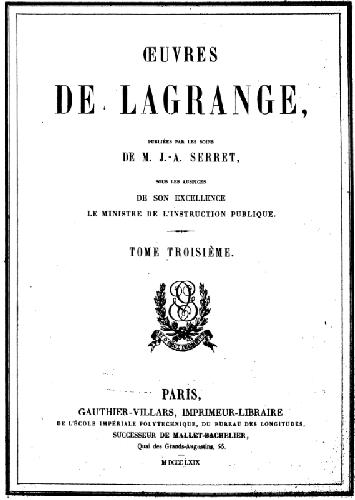 ŒUVRES
DE LAGRANGE,
PUBLIÉES PAR LES SOINS
DE M. J.-A. SERRET,
SOUS LES AUSPICES
DE SON EXCELLENCE
LE MINISTRE DE L'INSTRUCTION PUBLIQUE.
TOME TROISIÈME.
PARIS,
GAUTHIER-VILLARS, IMPRIMEUR-LIBRAIRE
DE L'ÉCOLE IMPÉRIALE POLYTECHNIQUE, DU BUREAU DES LONGITUDES,
SUCCESSEUR DE MALLET-BACHELIER,
Quai des Grands-Augustins, 55.
MDCCCLXIX